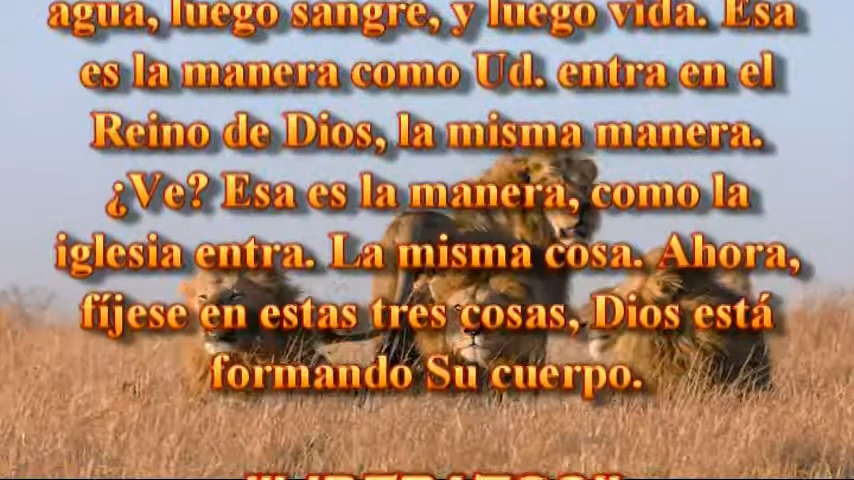 agua, luego sangre, y luego vida. Esa
es la manera como Ud. entra en el
Reino de Dios, la misma manera.
¿Ve? Esa es la manera, como la
iglesia entra. La misma cosa. Ahora,
fíjese en estas tres cosas, Dios está
formando Su cuerpo.